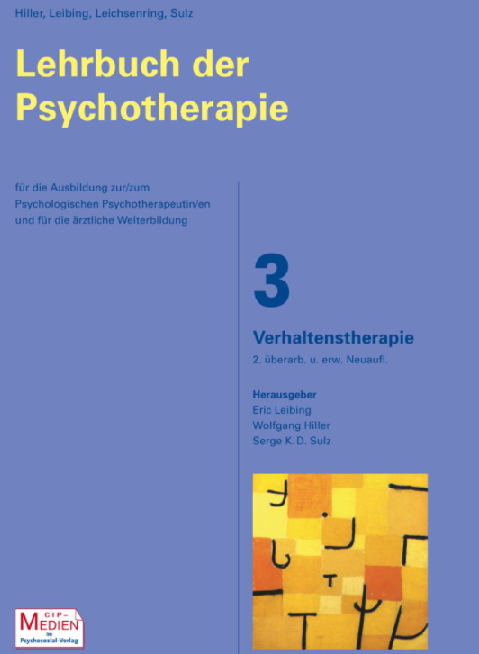 Hiller, Leibing, Leichsenring, Sulz
Lehrbuch der
Psychotherapie
für die Ausbildung zur/zum
Psychologischen Psychotherapeutin/en
und für die ärztliche Weiterbildung
3
Verhaltenstherapie
2. überarb. u. erw. Neuaufl.
Herausgeber
Eric Leibing
Wolfgang Hiller
Serge K. D. Sulz
CIP-
MEDIEN
im
Psychosozial-Verlag